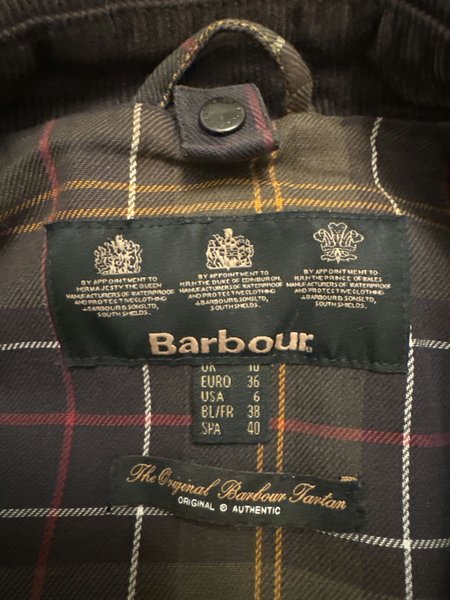 BY APPOINTMENT TO
HER MAJESTY THE QUEEN
MANUFACTURERS OF WATERPROOF
AND PROTECTIVE CLOTHING
J.BARBOUR & SONS LTD,
SOUTH SHIELDS.
BY APPOINTMENT TO
H.R.H THE DUKE OF EDINBURGH
MANUFACTURERS OF WATERPROOF
AND PROTECTIVE CLOTHING
J.BARBOUR & SONS LTD,
SOUTH SHIELDS.
BY APPOINTMENT TO
H.R.H THE PRINCE OF WALES
MANUFACTURERS OF WATERPROOF
AND PROTECTIVE CLOTHING
J.BARBOUR & SONS LTD,
SOUTH SHIELDS.
Barbour®
UK 10
EURO 36
USA 6
BL/FR 38
SPA 40
The Original Barbour Tartan
ORIGINAL © AUTHENTIC